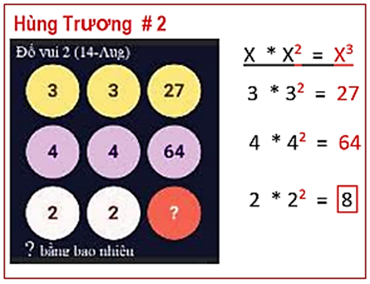 Hùng Trương # 2
Đố vui 2 (14-Aug)
3 3 27
4 4 64
2 2 ?
? bằng bao nhiêu
X * X² = X³
3 * 3² = 27
4 * 4² = 64
2 * 2² = 8